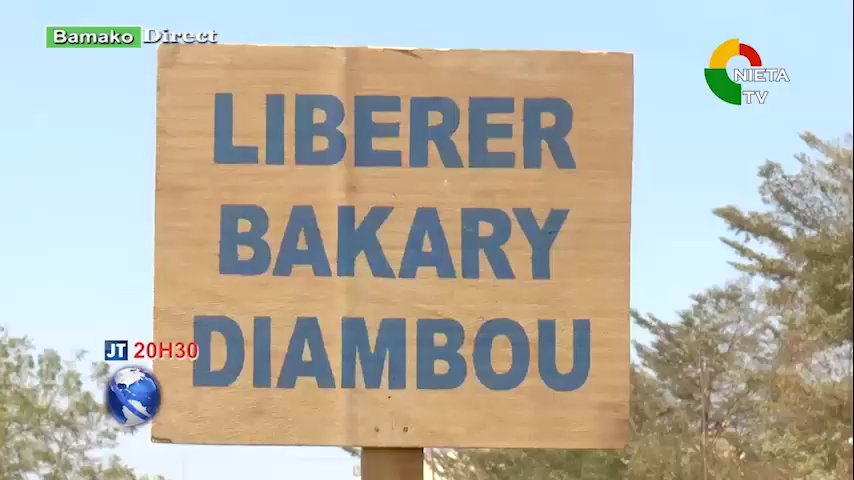 Bamako Direct
NIETA
TV
LIBERER
BAKARY
DIAMBOU
JT 20H30